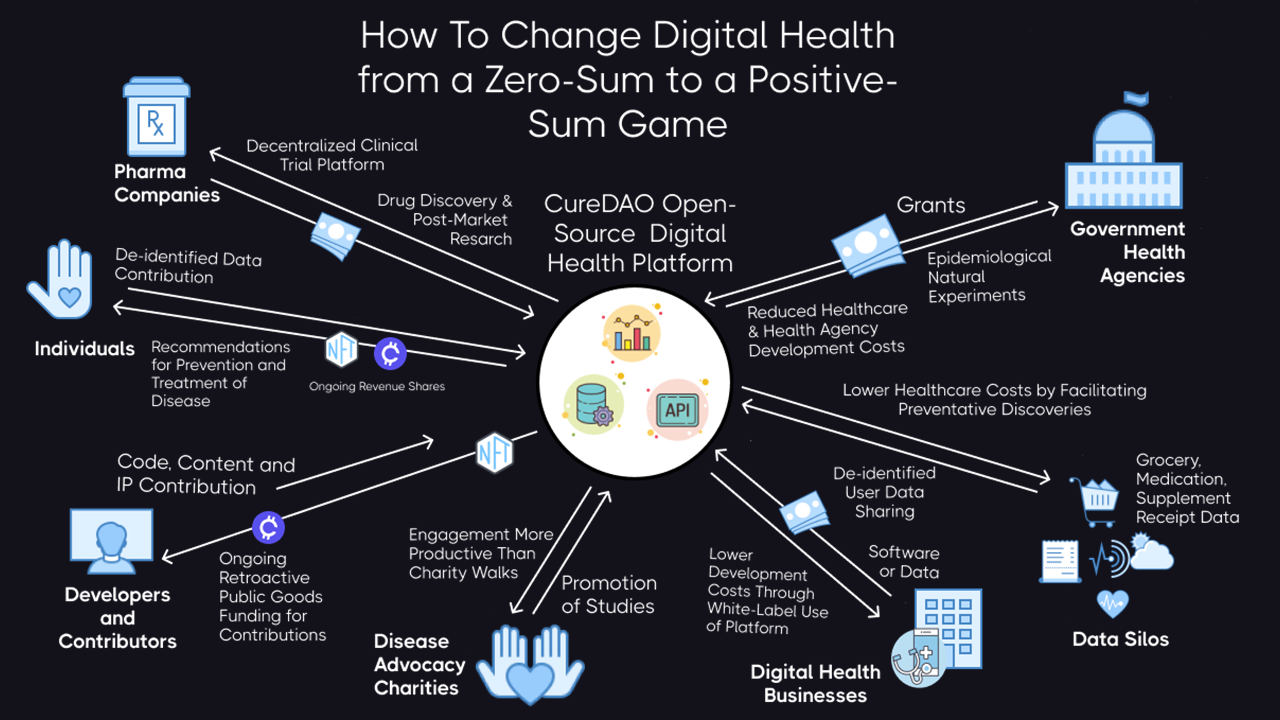 How To Change Digital Health
from a Zero-Sum to a Positive-
Sum Game
Rx
Pharma
Companies
Decentralized Clinical
Trial Platform
Drug Discovery &
Post-Market
Resarch
CureDAO Open-
Source Digital
Health Platform
API
Grants
Government
Health
Agencies
Epidemiological
Natural
Experiments
Reduced Healthcare
& Health Agency
Development Costs
De-identified Data
Contribution
Individuals
Recommendations
for Prevention and
Treatment of
Disease
NFT
Ongoing Revenue Shares
Lower Healthcare Costs by Facilitating
Preventative Discoveries
Grocery,
Medication,
Supplement
Receipt Data
Data Silos
Code, Content and
IP Contribution
NFT
Developers
and
Contributors
Ongoing
Retroactive
Public Goods
Funding for
Contributions
Engagement More
Productive Than
Charity Walks
Promotion
of Studies
Disease
Advocacy
Charities
De-identified
User Data
Sharing
Software
or Data
Lower
Development
Costs Through
White-Label Use
of Platform
Digital Health
Businesses